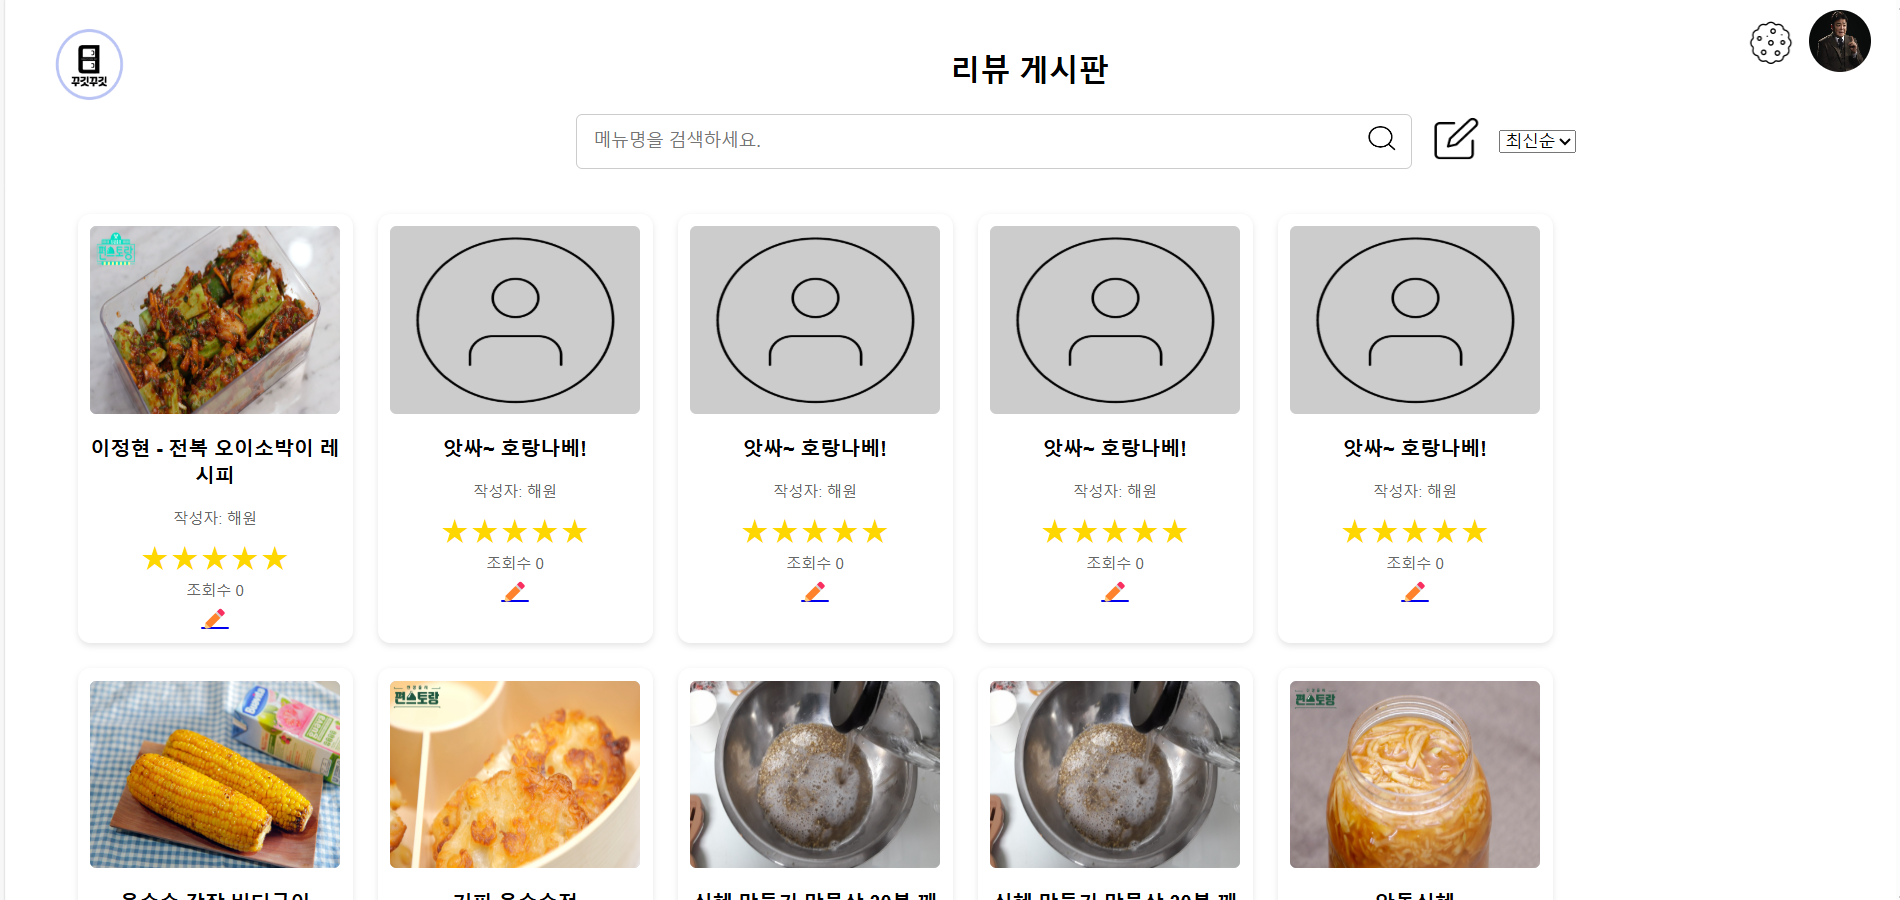 꾸깃꾸깃
리뷰 게시판
메뉴명을 검색하세요.
최신순
편스토랑
이정현 - 전복 오이소박이 레
시피
작성자: 해원
★★★★★
조회수 0
앗싸~ 호랑나베!
작성자: 해원
★★★★★
조회수 0
앗싸~ 호랑나베!
작성자: 해원
★★★★★
조회수 0
앗싸~ 호랑나베!
작성자: 해원
★★★★★
조회수 0
앗싸~ 호랑나베!
작성자: 해원
★★★★★
조회수 0
편스토랑
편스토랑